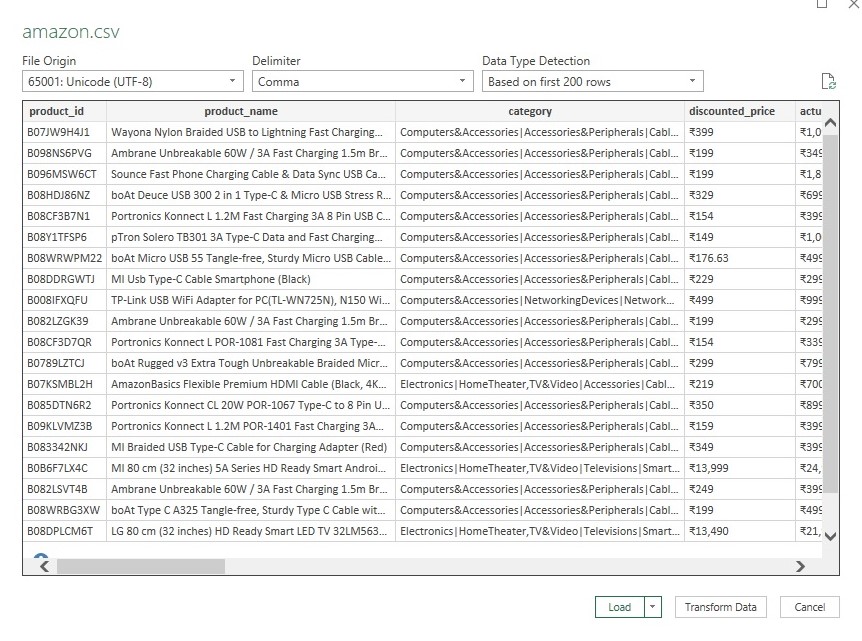 amazon.csv
File Origin Delimiter Data Type Detection
65001: Unicode (UTF-8) Comma Based on first 200 rows
product_id product_name category discounted_price actu
B07JW9H4J1 Wayona Nylon Braided USB to Lightning Fast Charging... Computers&Accessories|Accessories&Peripherals|Cabl... ₹399 ₹1,0
B098NS6PVG Ambrane Unbreakable 60W / 3A Fast Charging 1.5m Br... Computers&Accessories|Accessories&Peripherals|Cabl... ₹199 ₹349
B096MSW6CT Sounce Fast Phone Charging Cable & Data Sync USB Ca... Computers&Accessories|Accessories&Peripherals|Cabl... ₹199 ₹1,8
B08HDJ86NZ boAt Deuce USB 300 2 in 1 Type-C & Micro USB Stress R... Computers&Accessories|Accessories&Peripherals|Cabl... ₹329 ₹699
B08CF3B7N1 Portronics Konnect L 1.2M Fast Charging 3A 8 Pin USB C... Computers&Accessories|Accessories&Peripherals|Cabl... ₹154 ₹399
B08Y1TFSP6 pTron Solero TB301 3A Type-C Data and Fast Charging... Computers&Accessories|Accessories&Peripherals|Cabl... ₹149 ₹1,0
B08WRWPM22 boAt Micro USB 55 Tangle-free, Sturdy Micro USB Cable... Computers&Accessories|Accessories&Peripherals|Cabl... ₹176.63 ₹499
B08DDRGWTJ MI Usb Type-C Cable Smartphone (Black) Computers&Accessories|Accessories&Peripherals|Cabl... ₹229 ₹299
B008IFXQFU TP-Link USB WiFi Adapter for PC(TL-WN725N), N150 Wi... Computers&Accessories|NetworkingDevices|Network... ₹499 ₹999
B082LZGK39 Ambrane Unbreakable 60W / 3A Fast Charging 1.5m Br... Computers&Accessories|Accessories&Peripherals|Cabl... ₹199 ₹299
B08CF3D7QR Portronics Konnect L POR-1081 Fast Charging 3A Type-... Computers&Accessories|Accessories&Peripherals|Cabl... ₹154 ₹339
B0789LZTCJ boAt Rugged v3 Extra Tough Unbreakable Braided Micr... Computers&Accessories|Accessories&Peripherals|Cabl... ₹299 ₹799
B07KSMBL2H AmazonBasics Flexible Premium HDMI Cable (Black, 4K... Electronics|HomeTheater,TV&Video|Accessories|Cabl... ₹219 ₹700
B085DTN6R2 Portronics Konnect CL 20W POR-1067 Type-C to 8 Pin U... Computers&Accessories|Accessories&Peripherals|Cabl... ₹350 ₹899
B09KLVMZ3B Portronics Konnect L 1.2M POR-1401 Fast Charging 3A... Computers&Accessories|Accessories&Peripherals|Cabl... ₹159 ₹399
B083342NKJ MI Braided USB Type-C Cable for Charging Adapter (Red) Computers&Accessories|Accessories&Peripherals|Cabl... ₹349 ₹399
B0B6F7LX4C MI 80 cm (32 inches) 5A Series HD Ready Smart Androi... Electronics|HomeTheater,TV&Video|Televisions|Smart... ₹13,999 ₹24,
B082LSVT4B Ambrane Unbreakable 60W / 3A Fast Charging 1.5m Br... Computers&Accessories|Accessories&Peripherals|Cabl... ₹249 ₹399
B08WRBG3XW boAt Type C A325 Tangle-free, Sturdy Type C Cable wit... Computers&Accessories|Accessories&Peripherals|Cabl... ₹199 ₹499
B08DPLCM6T LG 80 cm (32 inches) HD Ready Smart LED TV 32LM563... Electronics|HomeTheater,TV&Video|Televisions|Smart... ₹13,490 ₹21,
Load Transform Data Cancel